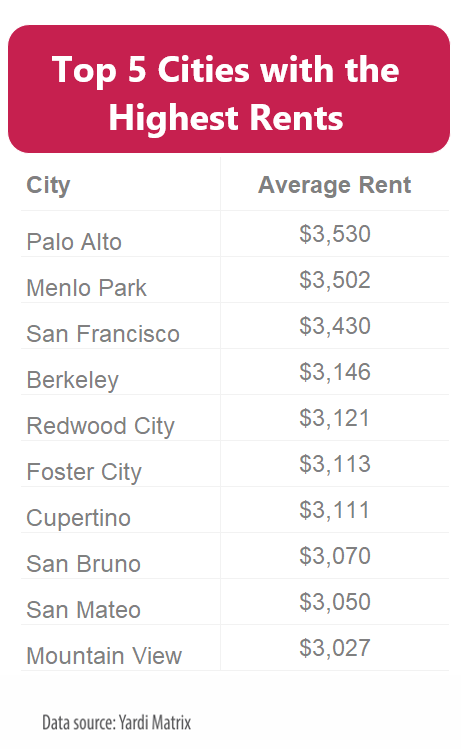 Top 5 Cities with the
Highest Rents
City Average Rent
Palo Alto $3,530
Menlo Park $3,502
San Francisco $3,430
Berkeley $3,146
Redwood City $3,121
Foster City $3,113
Cupertino $3,111
San Bruno $3,070
San Mateo $3,050
Mountain View $3,027
Data source: Yardi Matrix